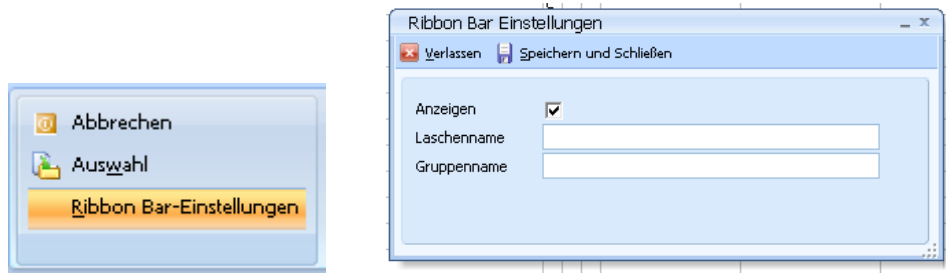 Abbrechen
Auswahl
Ribbon Bar-Einstellungen
Ribbon Bar Einstellungen
Verlassen Speichern und Schließen
Anzeigen
Laschenname
Gruppenname